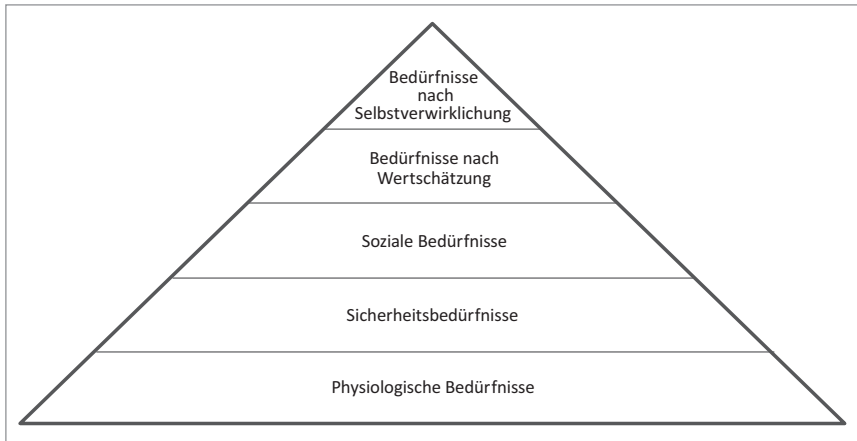 Bedürfnisse
nach
Selbstverwirklichung
Bedürfnisse nach
Wertschätzung
Soziale Bedürfnisse
Sicherheitsbedürfnisse
Physiologische Bedürfnisse